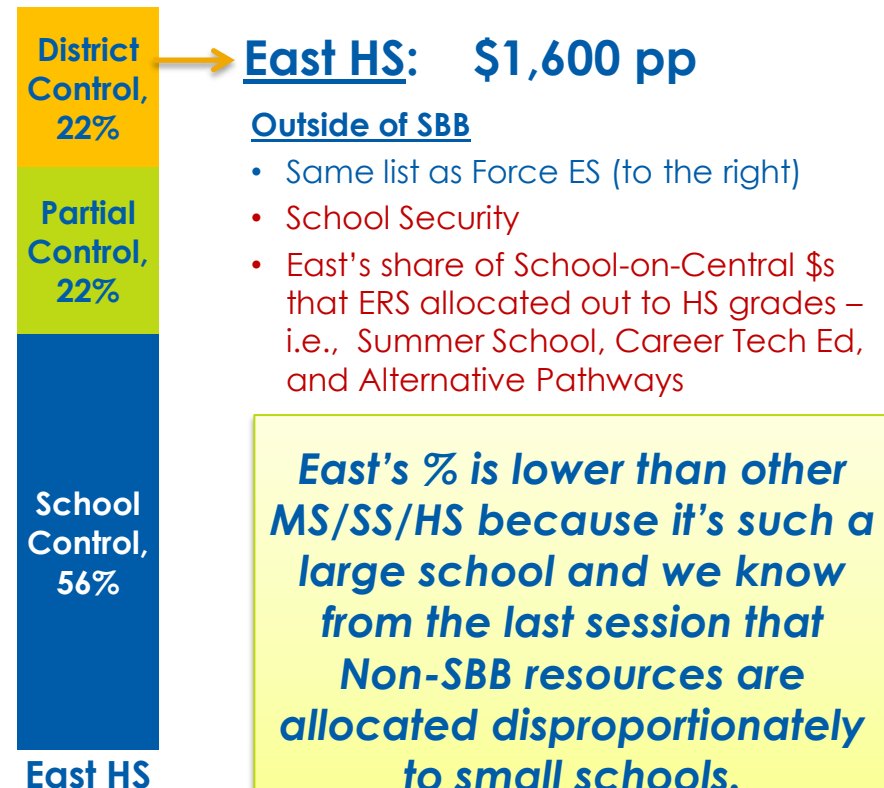 District
Control,
22%
Partial
Control,
22%
School
Control,
56%
East HS
East HS: $1,600 pp
Outside of SBB
• Same list as Force ES (to the right)
• School Security
• East's share of School-on-Central $s
that ERS allocated out to HS grades –
i.e., Summer School, Career Tech Ed,
and Alternative Pathways
East's % is lower than other
MS/SS/HS because it's such a
large school and we know
from the last session that
Non-SBB resources are
allocated disproportionately
to small schools.